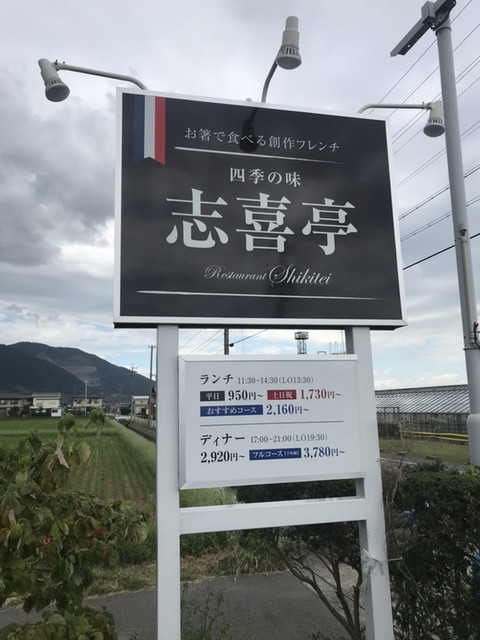 お箸で食べる創作フレンチ
四季の味
志喜亭
Restaurant Shikitei
ランチ 11:30~14:30(LO13:30)
平日 950円~ 土日祝 1,730円~
おすすめコース 2,160円~
ディナー 17:00~21:00(LO19:30)
2,920円~ フルコース[予約制] 3,780円~